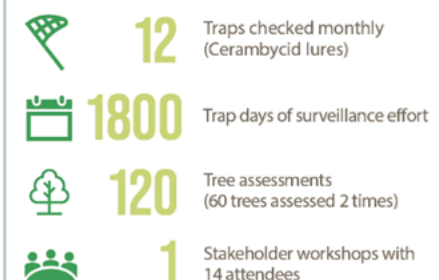 12
Traps checked monthly
(Cerambycid lures)
1800
Trap days of surveillance effort
120
Tree assessments
(60 trees assessed 2 times)
1
Stakeholder workshops with
14 attendees